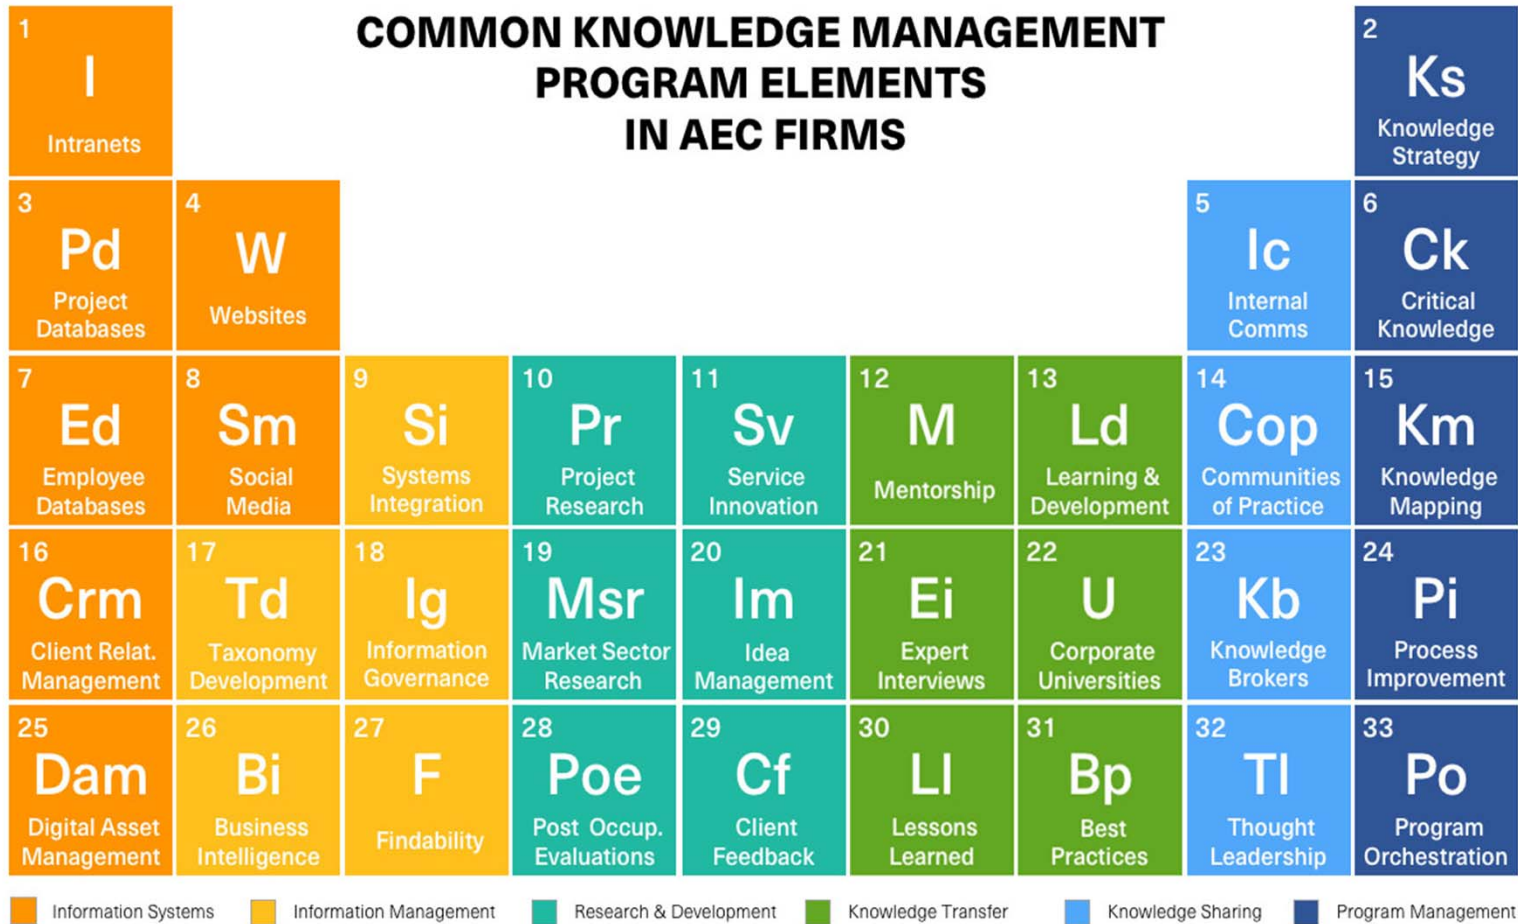 COMMON KNOWLEDGE MANAGEMENT
PROGRAM ELEMENTS
IN AEC FIRMS
1
I
Intranets
2
Ks
Knowledge
Strategy
3
Pd
Project
Databases
4
W
Websites
5
Ic
Internal
Comms
6
Ck
Critical
Knowledge
7
Ed
Employee
Databases
8
Sm
Social
Media
9
Si
Systems
Integration
10
Pr
Project
Research
11
Sv
Service
Innovation
12
M
Mentorship
13
Ld
Learning &
Development
14
Cop
Communities
of Practice
15
Km
Knowledge
Mapping
16
Crm
Client Relat.
Management
17
Td
Taxonomy
Development
18
Ig
Information
Governance
19
Msr
Market Sector
Research
20
Im
Idea
Management
21
Ei
Expert
Interviews
22
U
Corporate
Universities
23
Kb
Knowledge
Brokers
24
Pi
Process
Improvement
25
Dam
Digital Asset
Management
26
Bi
Business
Intelligence
27
F
Findability
28
Poe
Post Occup.
Evaluations
29
Cf
Client
Feedback
30
Ll
Lessons
Learned
31
Bp
Best
Practices
32
Tl
Thought
Leadership
33
Po
Program
Orchestration
Information Systems
Information Management
Research & Development
Knowledge Transfer
Knowledge Sharing
Program Management